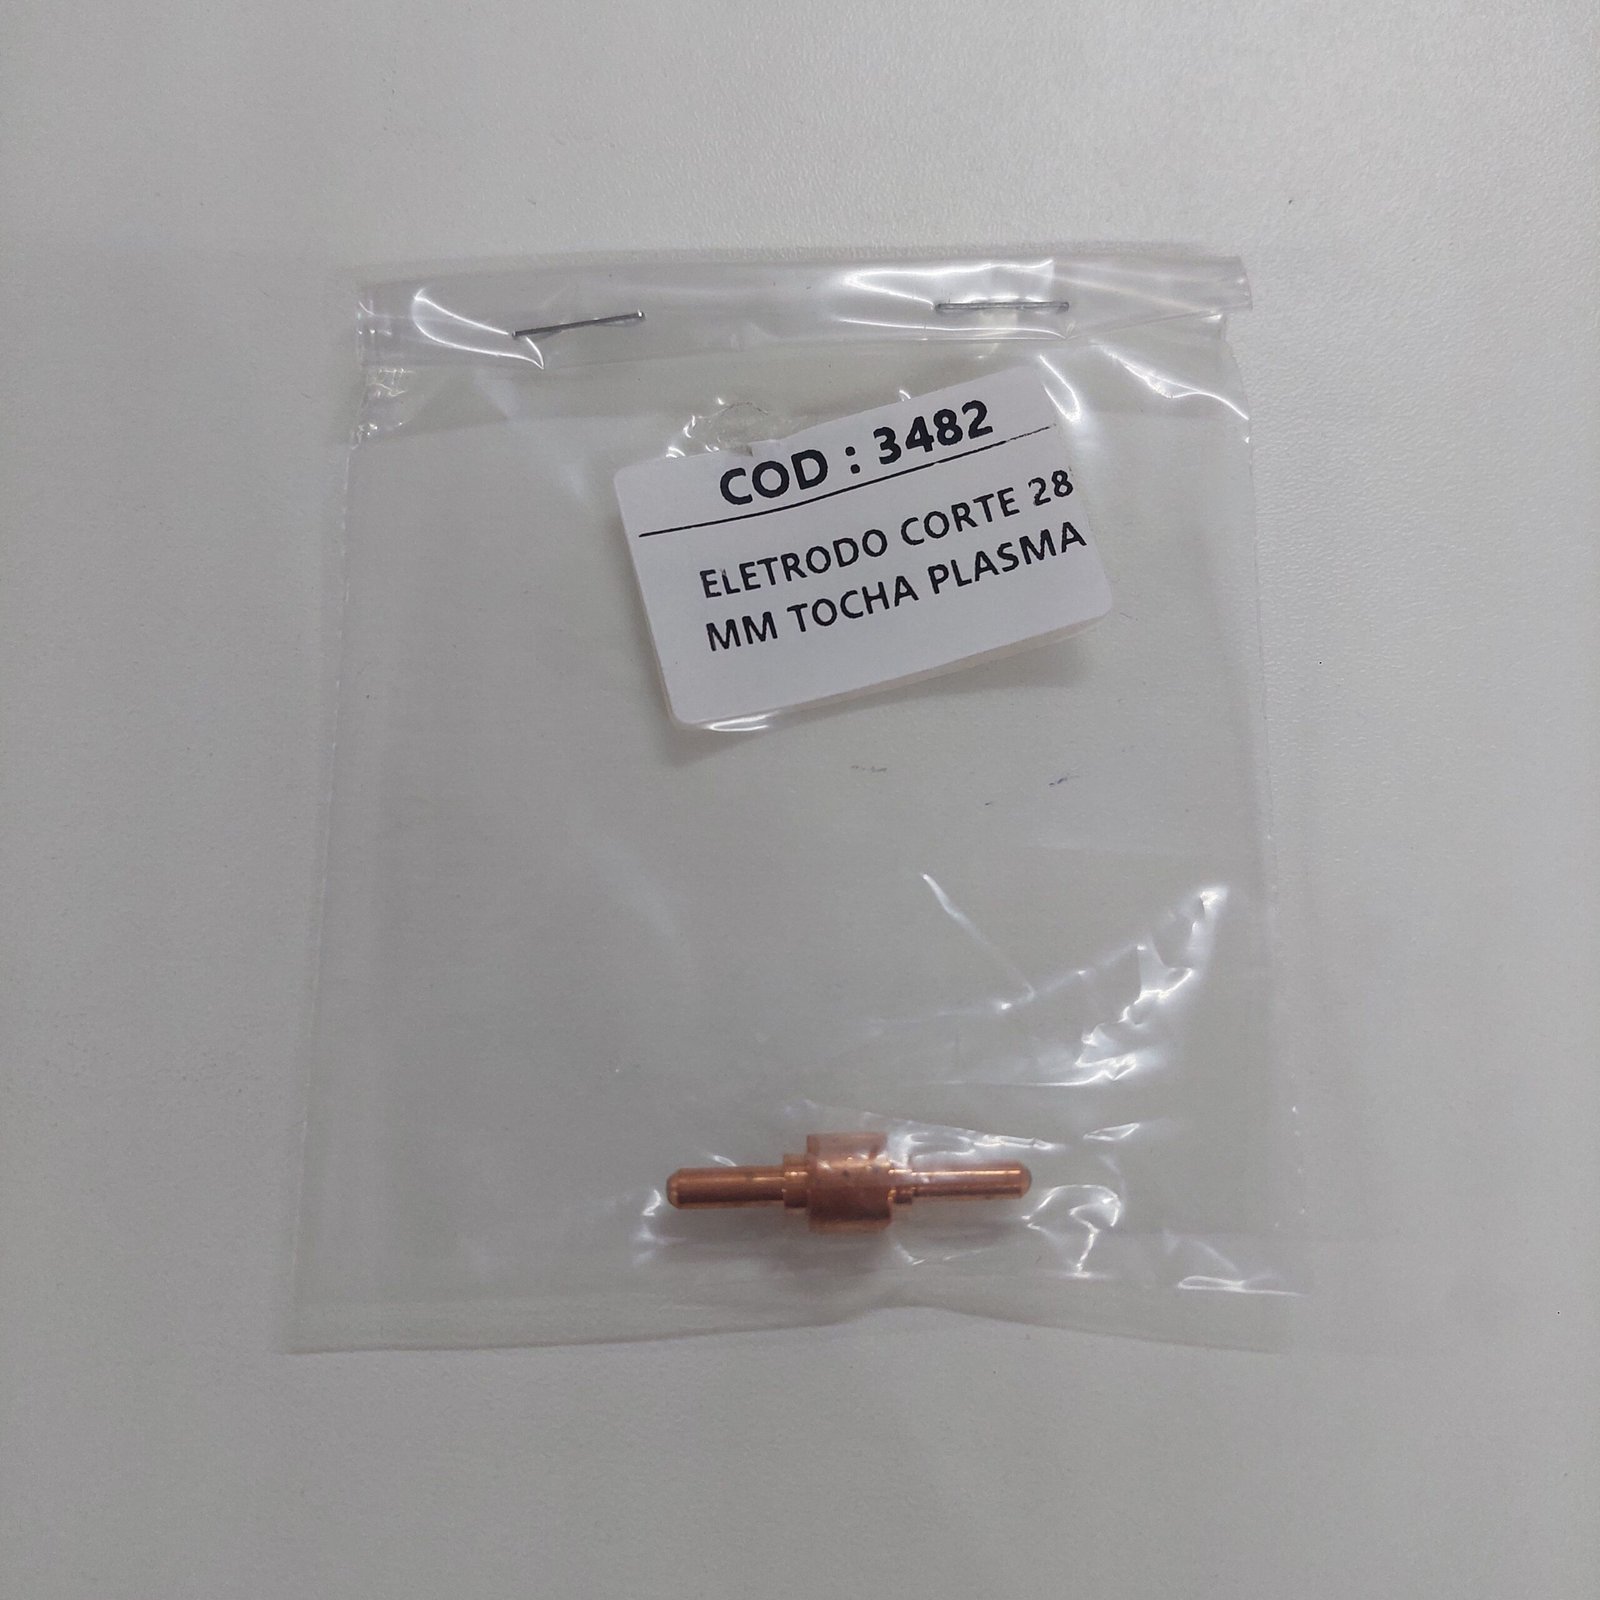 COD : 3482
ELETRODO CORTE 28
MM TOCHA PLASMA